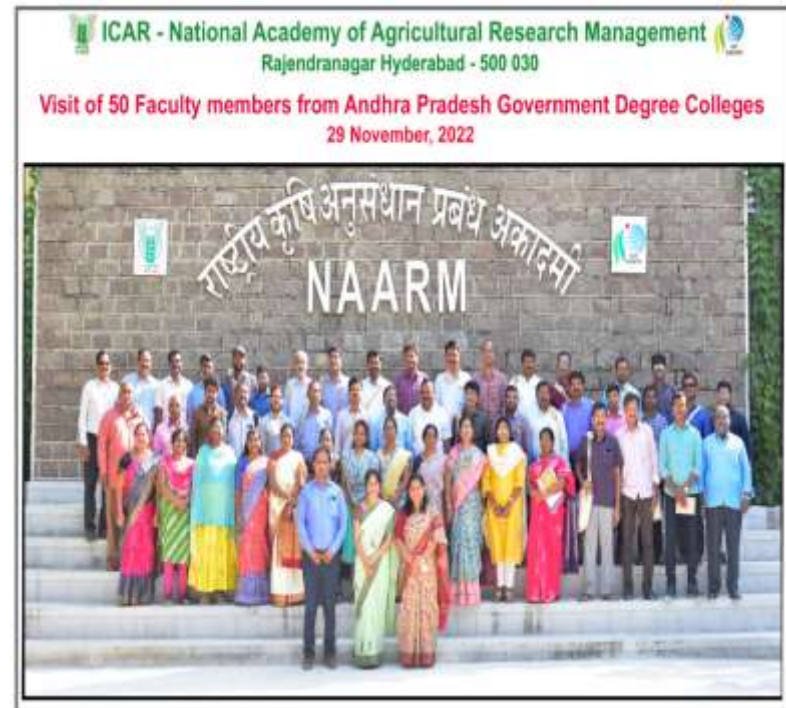 ICAR - National Academy of Agricultural Research Management
Rajendranagar Hyderabad - 500 030
Visit of 50 Faculty members from Andhra Pradesh Government Degree Colleges
29 November, 2022
राष्ट्रीय कृषि अनुसंधान प्रबंध अकादमी
NAARM